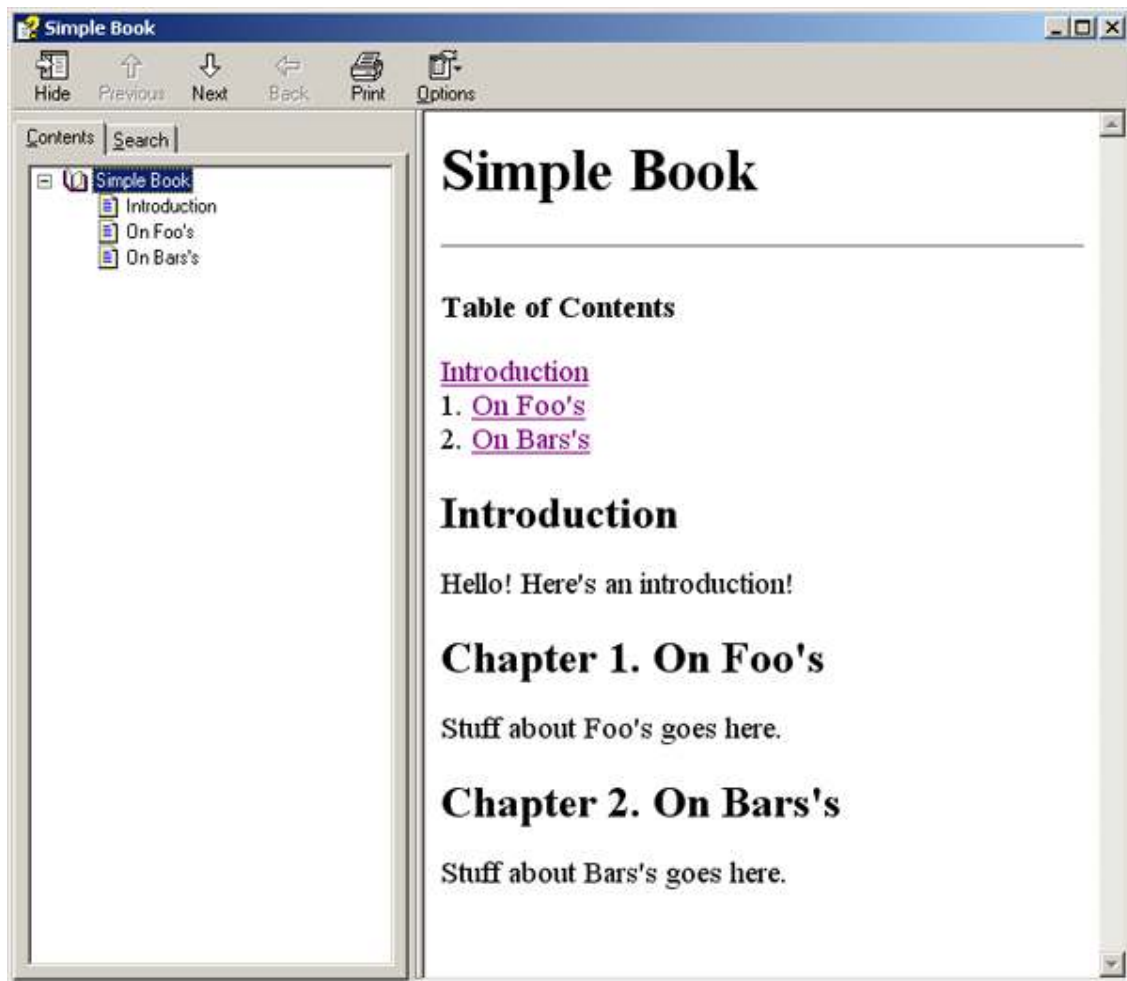 Simple Book
Hide Previous Next Back Print Options
Contents Search
Simple Book
Introduction
On Foo's
On Bars's
Simple Book
Table of Contents
Introduction
1. On Foo's
2. On Bars's
Introduction
Hello! Here's an introduction!
Chapter 1. On Foo's
Stuff about Foo's goes here.
Chapter 2. On Bars's
Stuff about Bars's goes here.